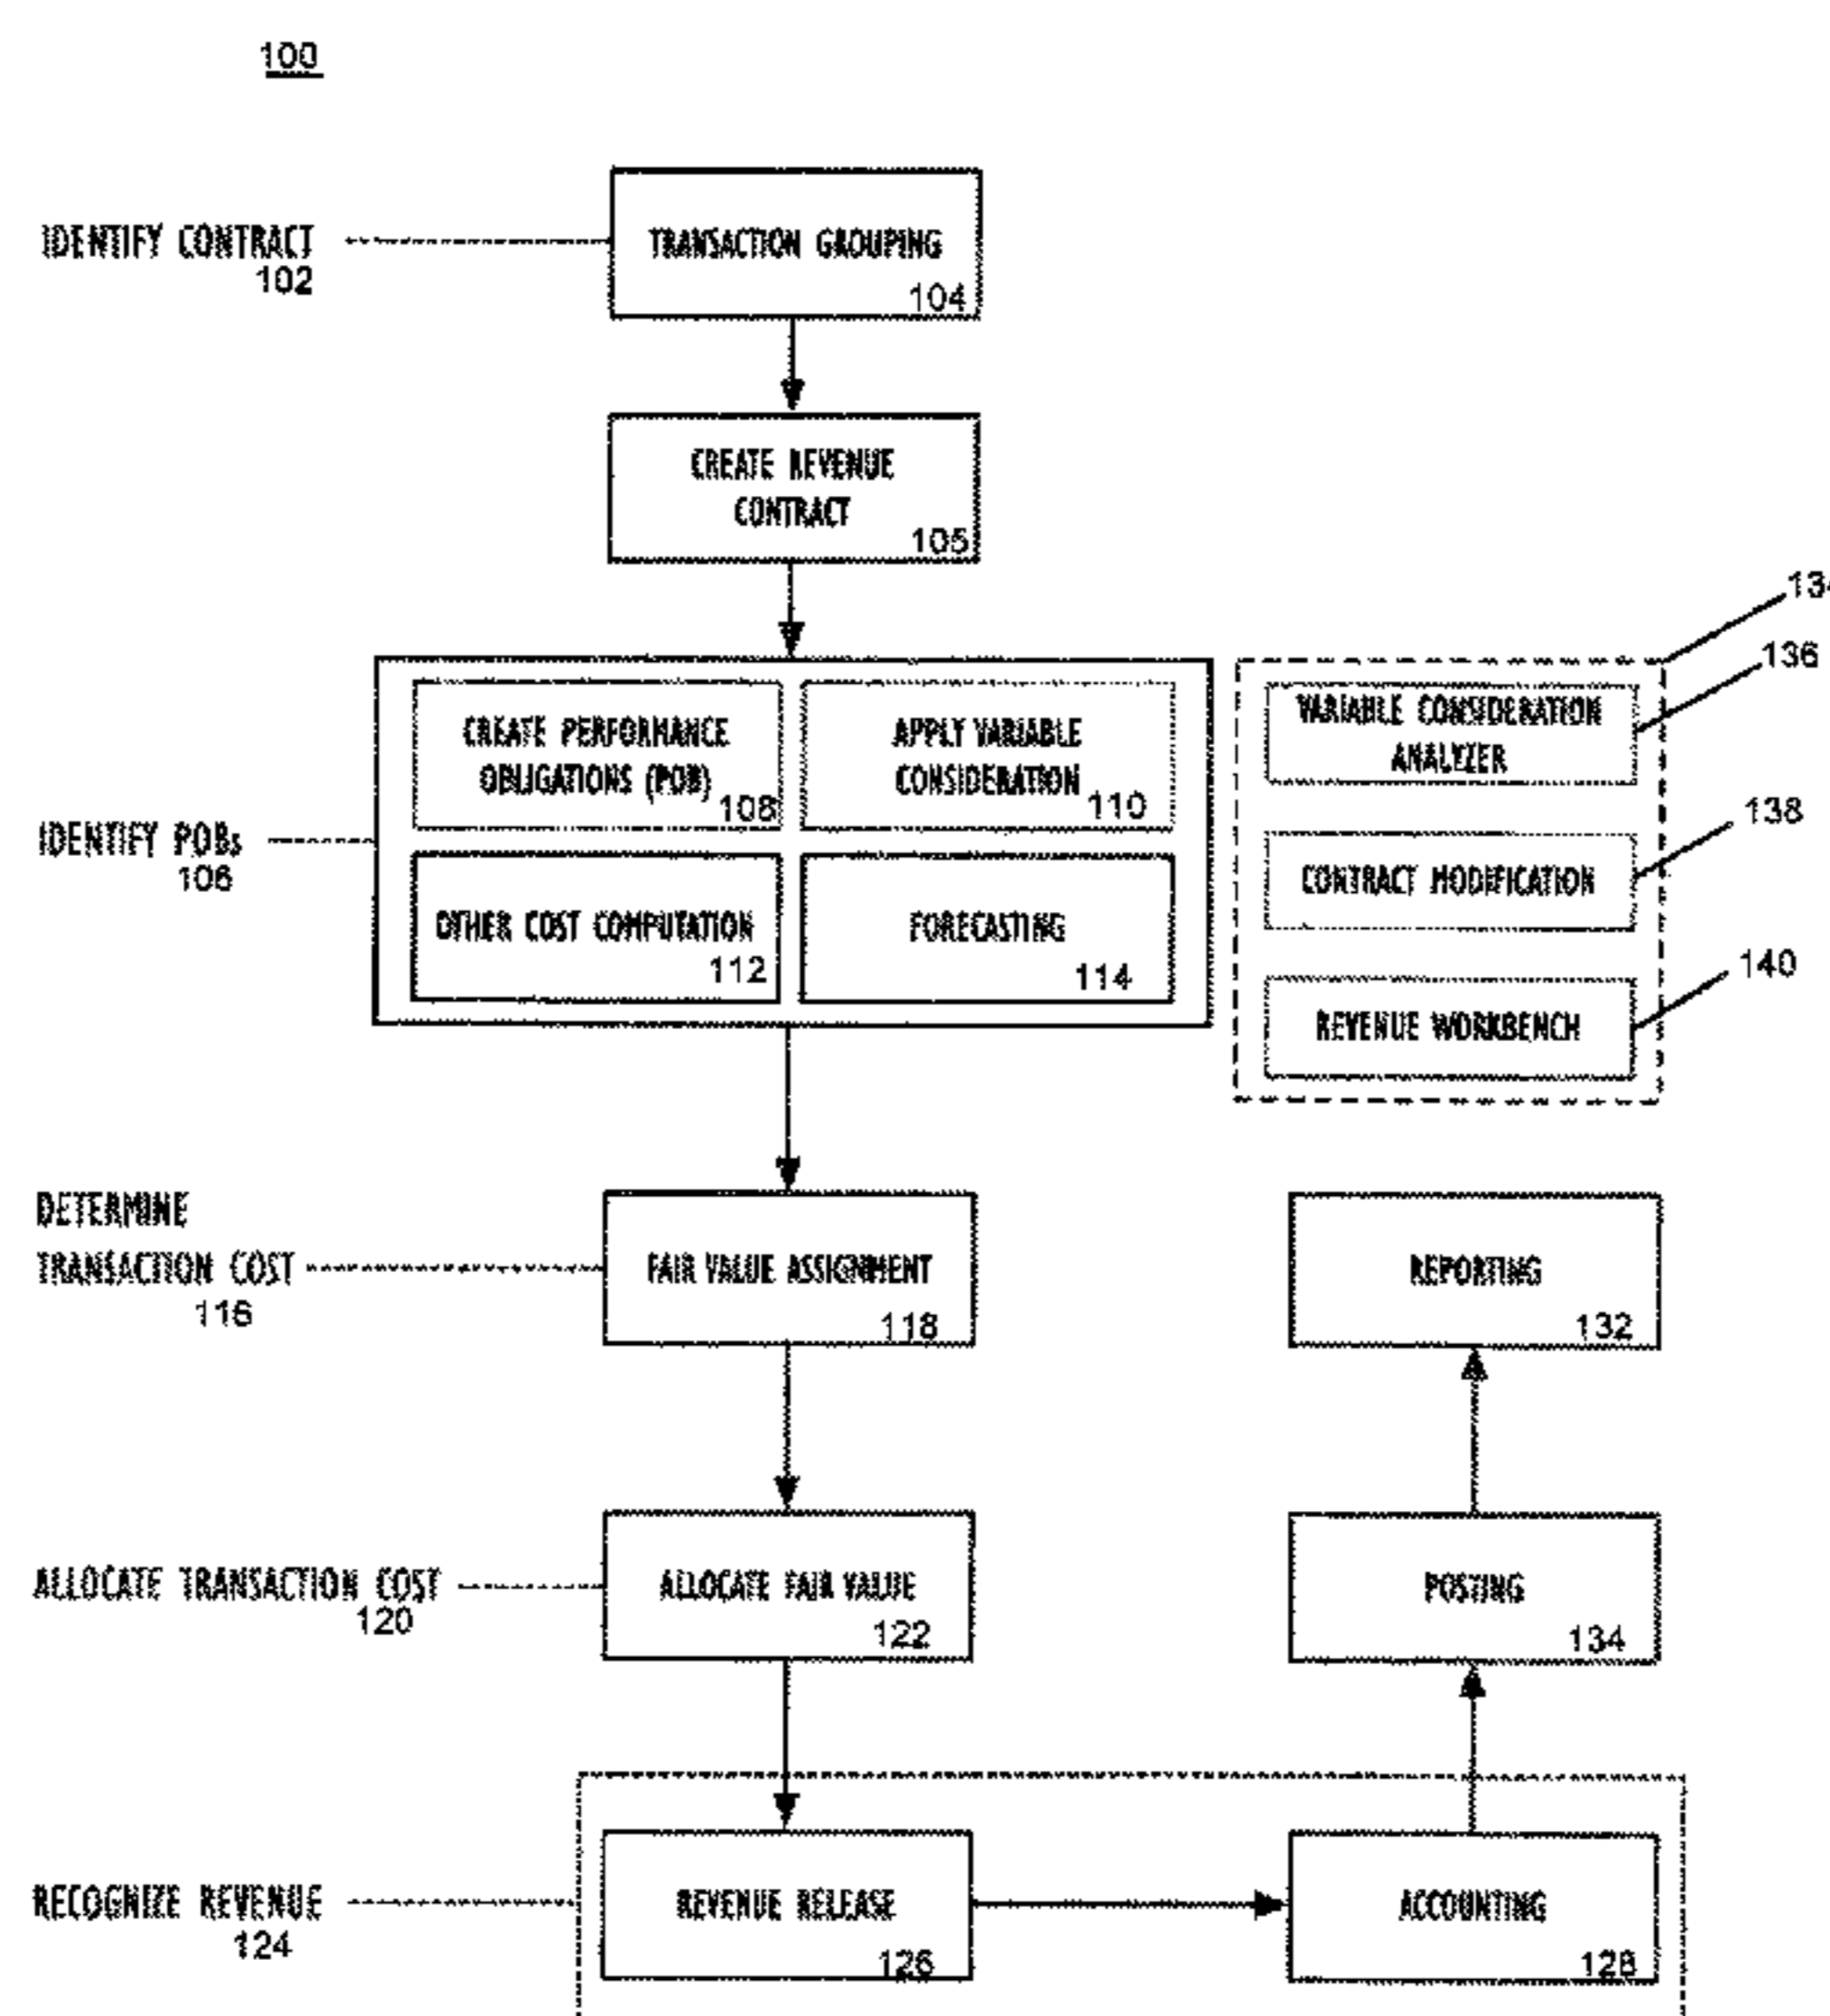 100
IDENTIFY CONTRACT
102
TRANSACTION GROUPING
104
CREATE REVENUE
CONTRACT
105
IDENTIFY POBs
106
CREATE PERFORMANCE
OBLIGATIONS (POB)
108
APPLY VARIABLE
CONSIDERATION
110
OTHER COST COMPUTATION
112
FORECASTING
114
134
136
VARIABLE CONSIDERATION
ANALYZER
138
CONTRACT MODIFICATION
140
REVENUE WORKBENCH
DETERMINE
TRANSACTION COST
116
FAIR VALUE ASSIGNMENT
118
REPORTING
132
ALLOCATE TRANSACTION COST
120
ALLOCATE FAIR VALUE
122
POSTING
134
RECOGNIZE REVENUE
124
REVENUE RELEASE
126
ACCOUNTING
128